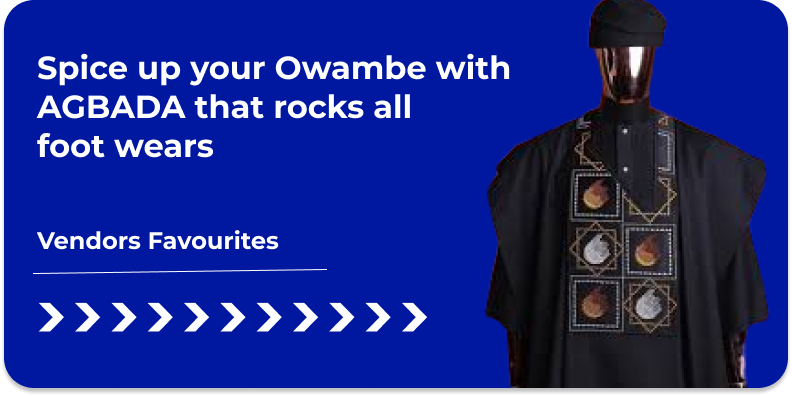 Spice up your Owambe with
AGBADA that rocks all
foot wears
Vendors Favourites